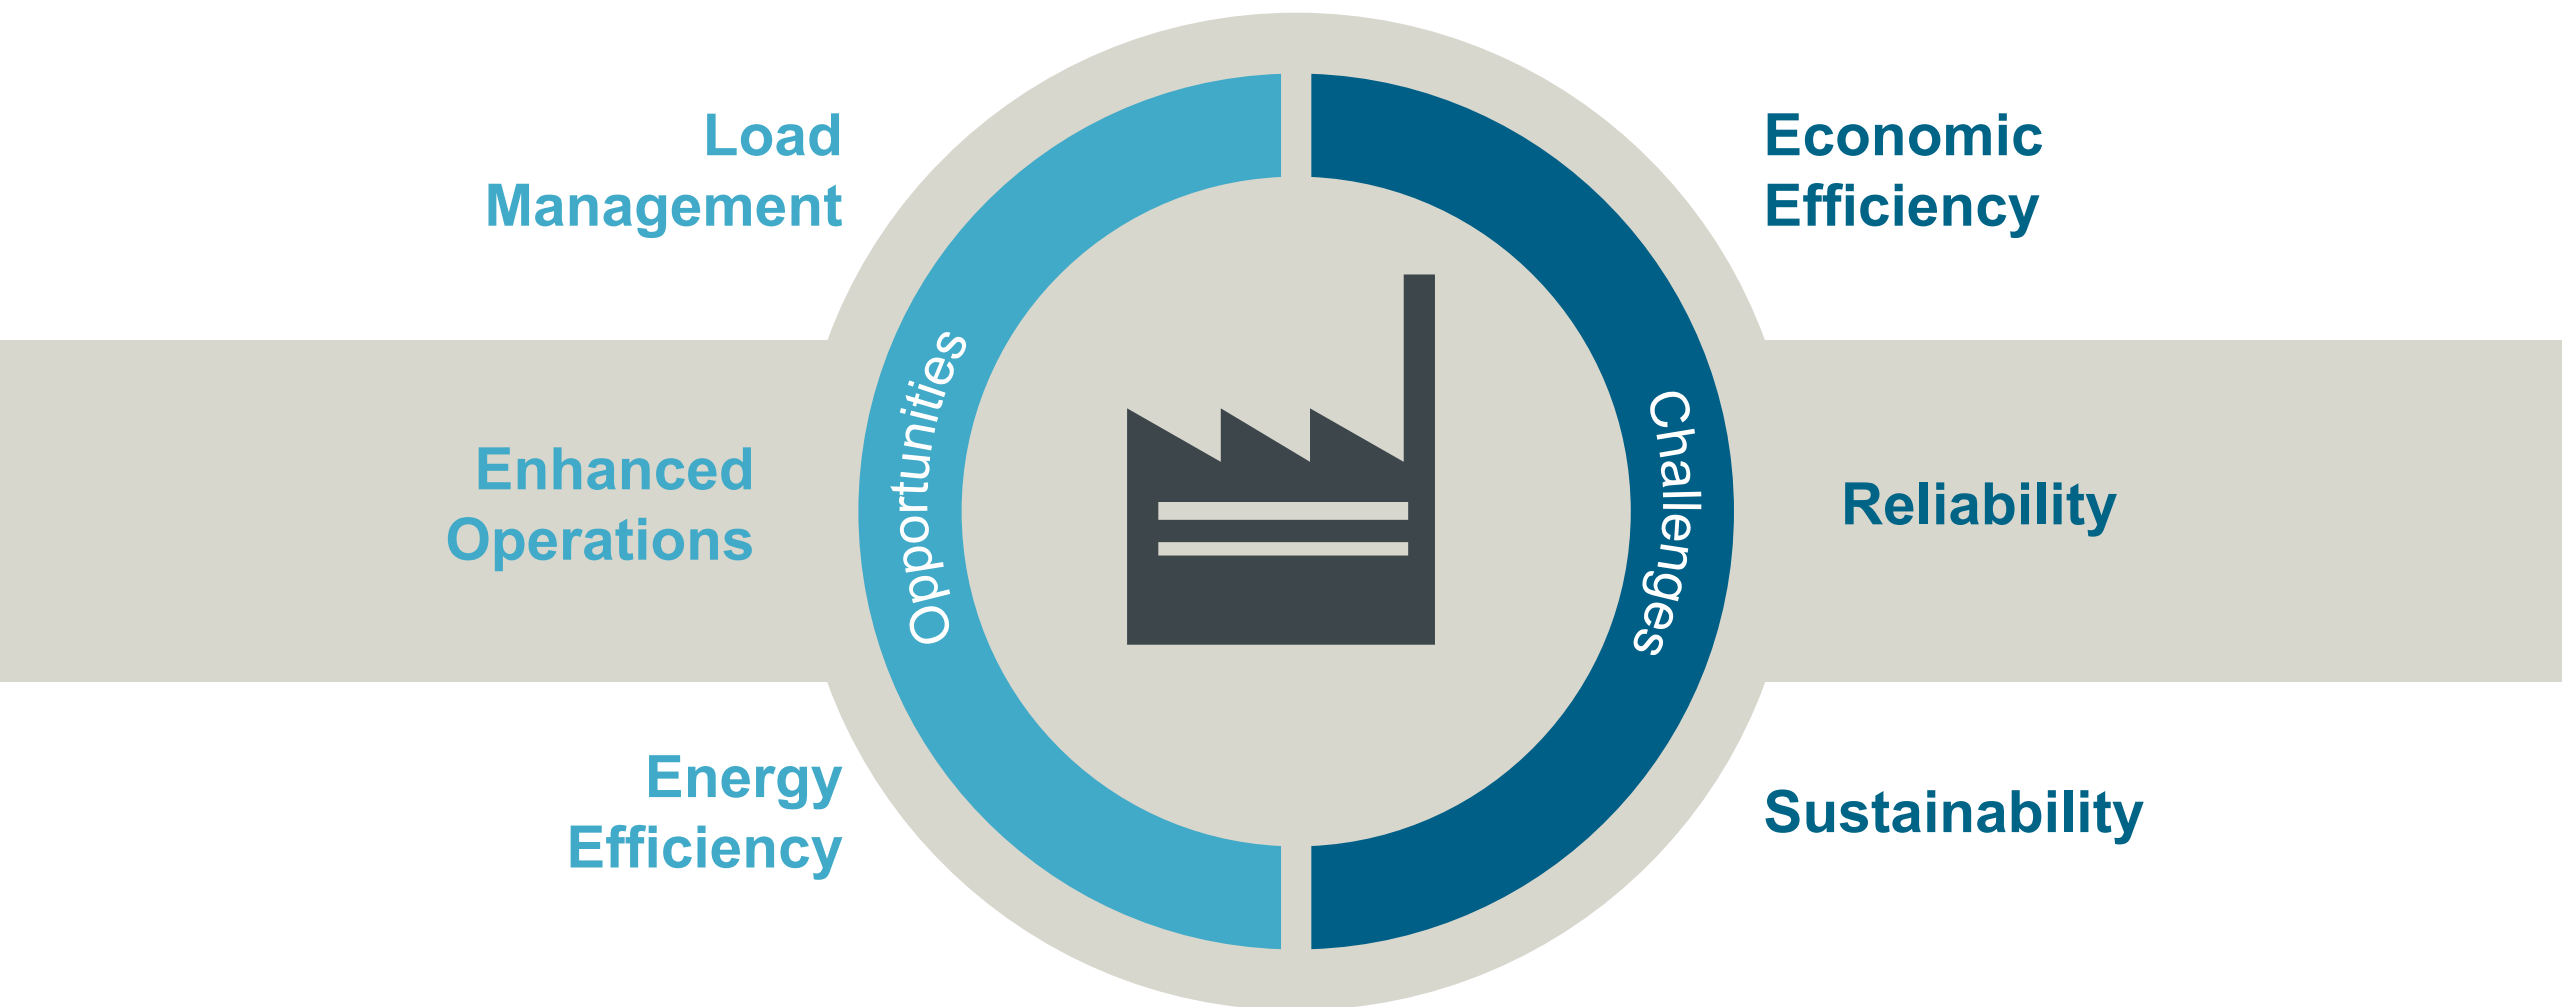 Load
Management
Enhanced
Operations
Energy
Efficiency
Opportunities
Challenges
Economic
Efficiency
Reliability
Sustainability